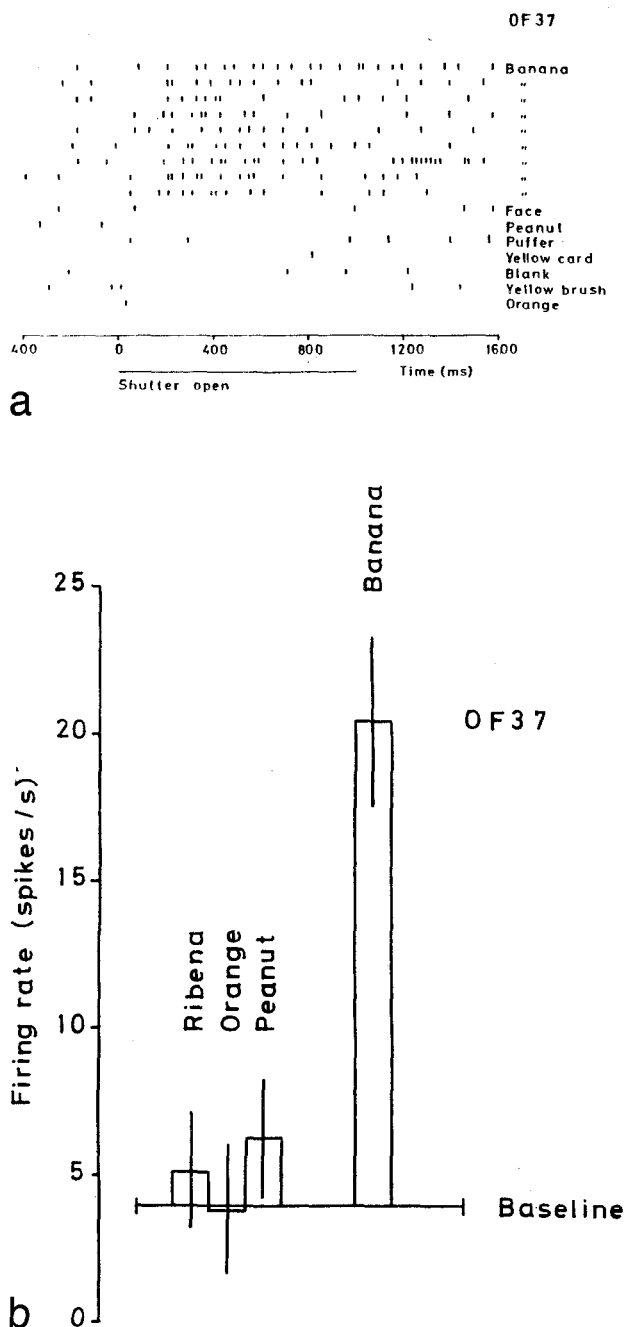 OF37
Banana
"
"
"
"
"
"
"
"
Face
Peanut
Puffer
Yellow card
Blank
Yellow brush
Orange
400 0 400 800 1200 1600
Time (ms)
Shutter open
a
Banana
25
OF37
20
15
Ribena
Orange
Peanut
10
5
Baseline
0
Firing rate (spikes/s)
b